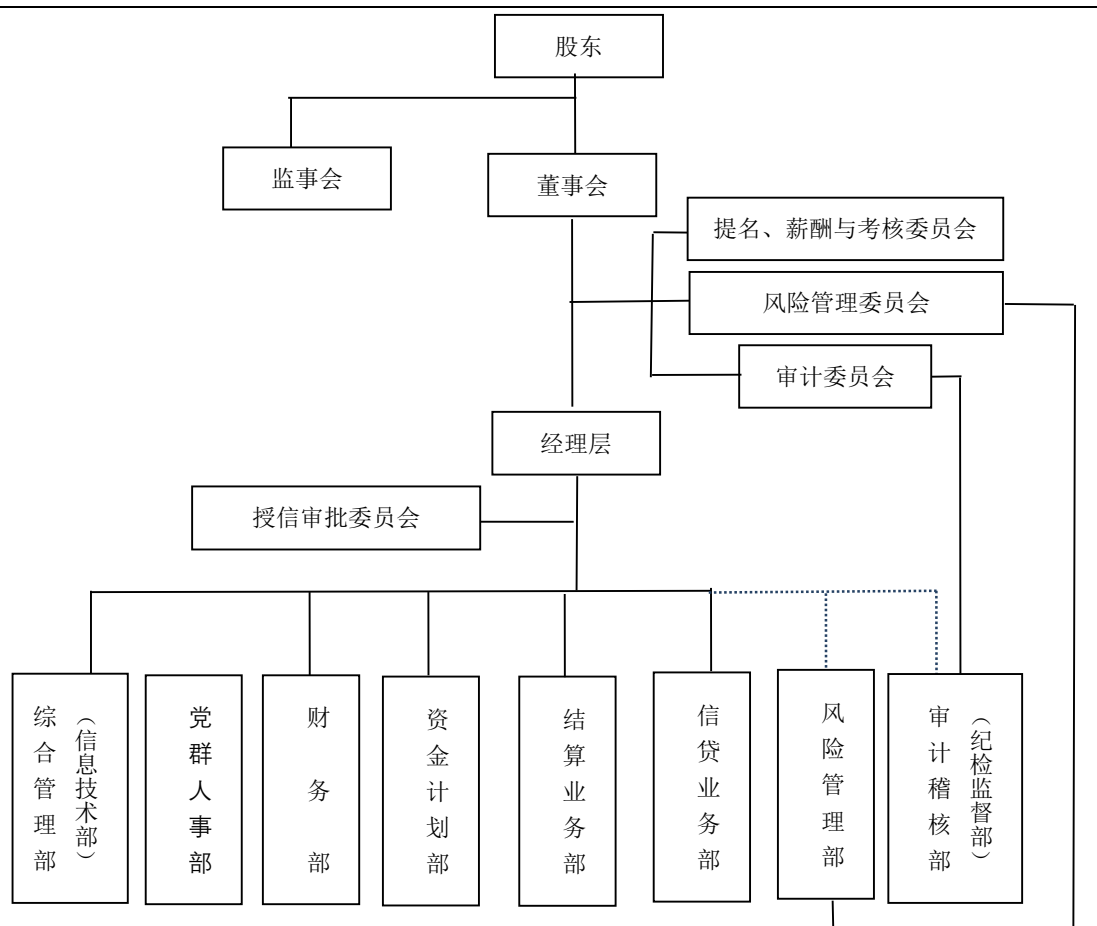 股东
监事会
董事会
提名、薪酬与考核委员会
风险管理委员会
审计委员会
经理层
授信审批委员会
综合管理部
（信息技术部）
党群人事部
财务部
资金计划部
结算业务部
信贷业务部
风险管理部
审计稽核部
（纪检监督部）